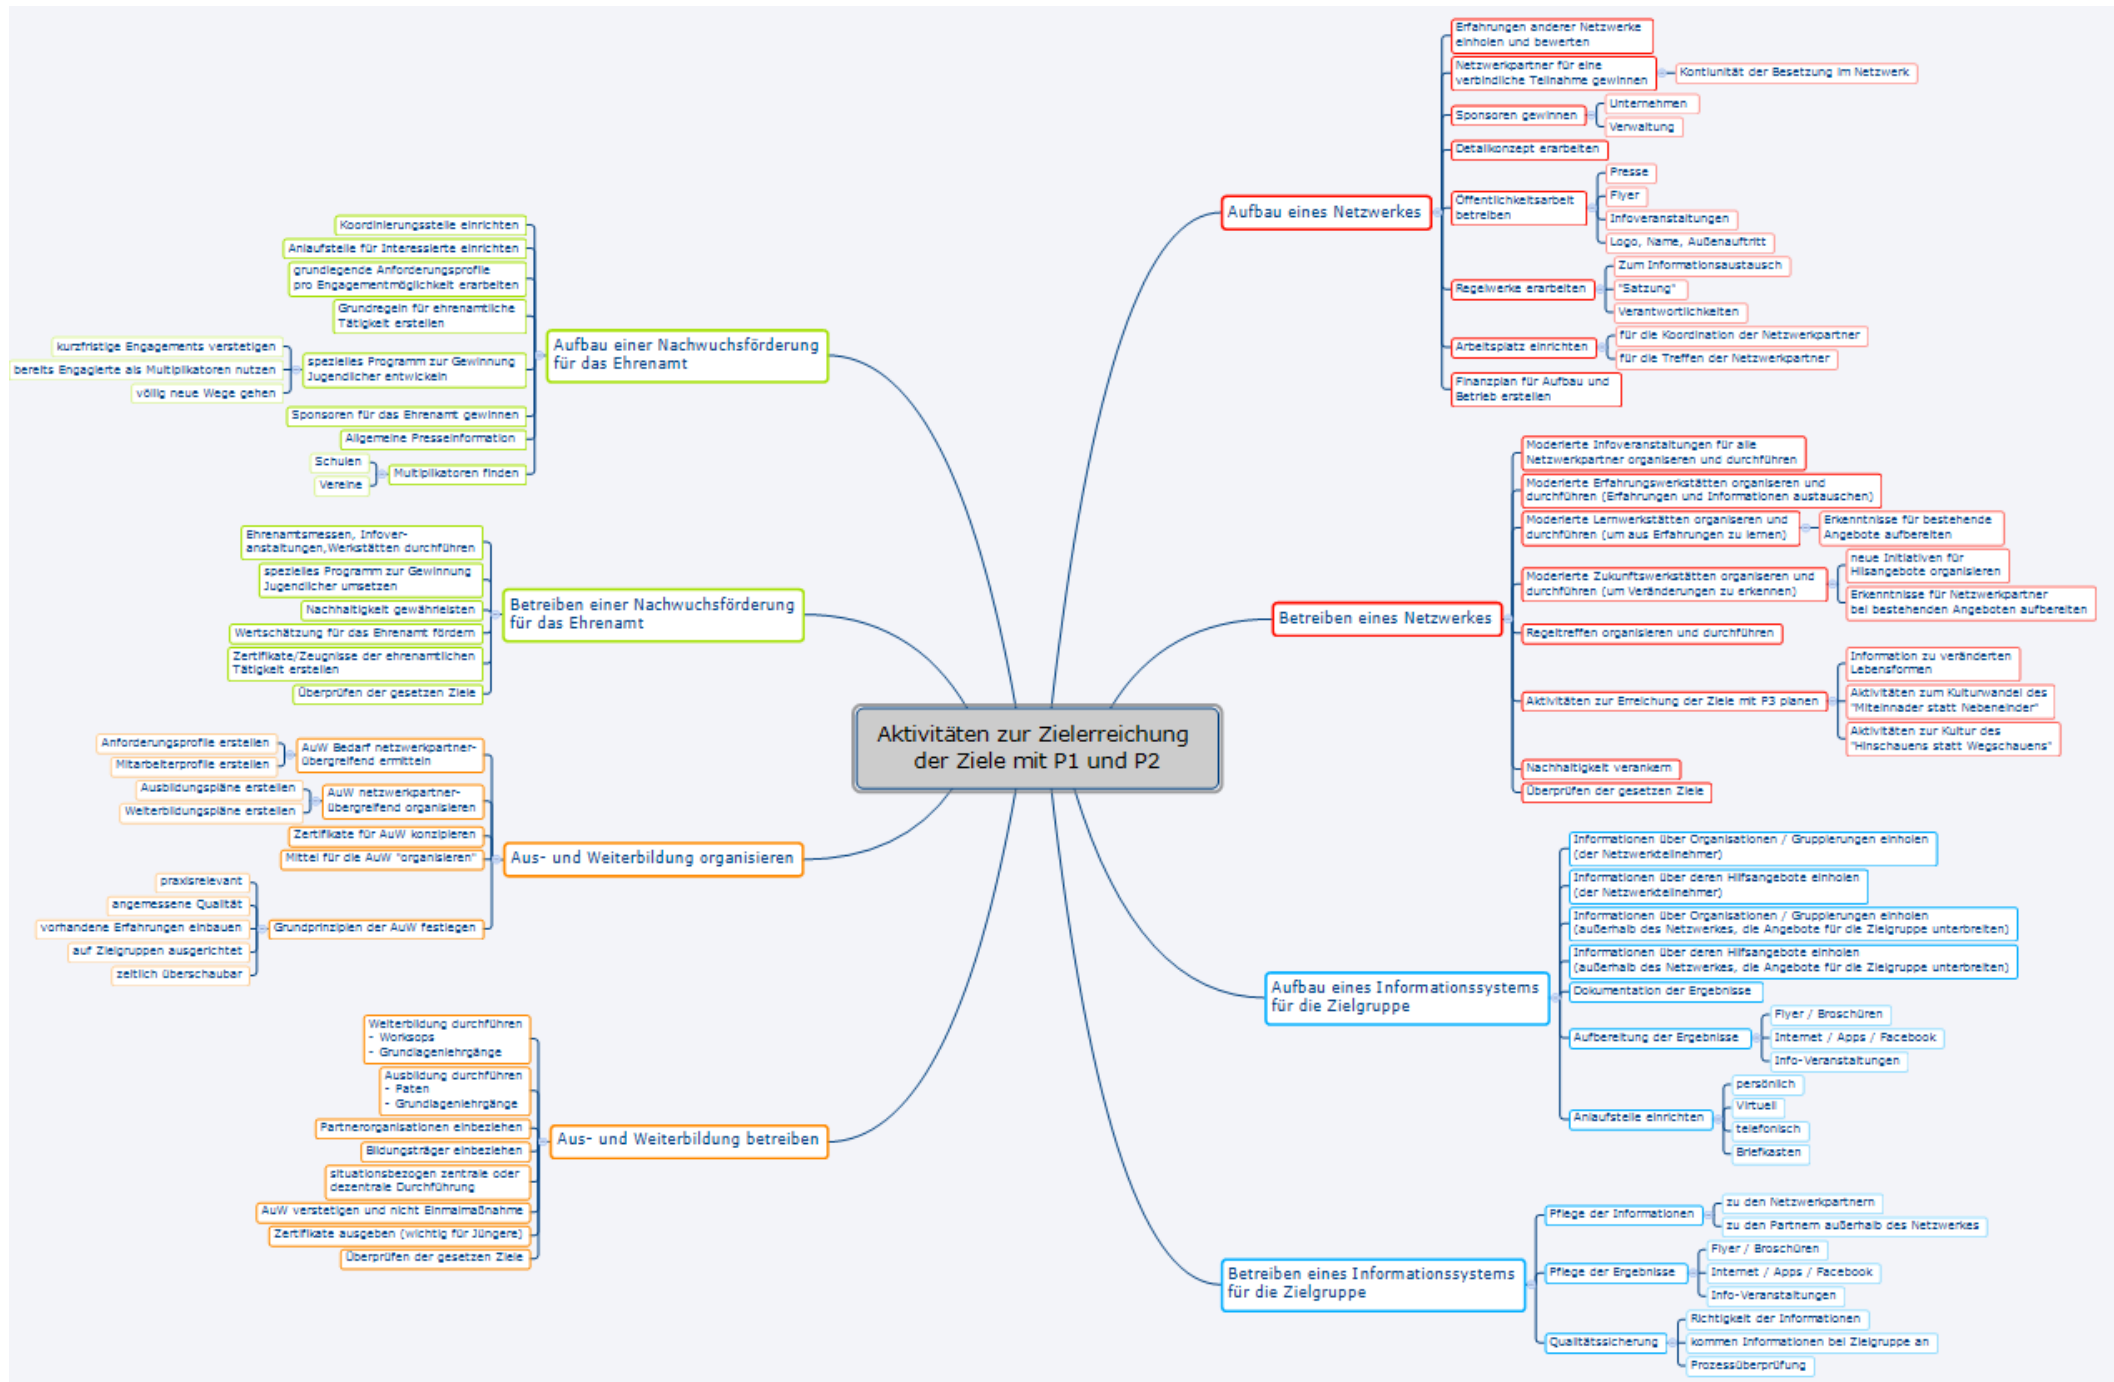 Aktivitäten zur Zielerreichung
der Ziele mit P1 und P2
Aufbau eines Netzwerkes
Erfahrungen anderer Netzwerke
einholen und bewerten
Netzwerkpartner für eine
verbindliche Teilnahme gewinnen
Kontiunität der Besetzung im Netzwerk
Sponsoren gewinnen
Unternehmen
Verwaltung
Detailkonzept erarbeiten
Öffentlichkeitsarbeit
betreiben
Presse
Flyer
Infoveranstaltungen
Logo, Name, Außenauftritt
Regelwerke erarbeiten
Zum Informationsaustausch
"Satzung"
Verantwortlichkeiten
Arbeitsplatz einrichten
für die Koordination der Netzwerkpartner
für die Treffen der Netzwerkpartner
Finanzplan für Aufbau und
Betrieb erstellen
Betreiben eines Netzwerkes
Moderierte Infoveranstaltungen für alle
Netzwerkpartner organiseren und durchführen
Moderierte Erfahrungswerkstätten organiseren und
durchführen (Erfahrungen und Informationen austauschen)
Moderierte Lernwerkstätten organiseren und
durchführen (um aus Erfahrungen zu lernen)
Erkenntnisse für bestehende
Angebote aufbereiten
Moderierte Zukunftswerkstätten organiseren und
durchführen (um Veränderungen zu erkennen)
neue Initiativen für
Hilsangebote organisieren
Erkenntnisse für Netzwerkpartner
bei bestehenden Angeboten aufbereiten
Regeltreffen organisieren und durchführen
Aktivitäten zur Erreichung der Ziele mit P3 planen
Information zu veränderten
Lebensformen
Aktivitäten zum Kulturwandel des
"Miteinnader statt Nebeneinder"
Aktivitäten zur Kultur des
"Hinschauens statt Wegschauens"
Nachhaltigkeit verankern
Überprüfen der gesetzen Ziele
Aufbau eines Informationssystems
für die Zielgruppe
Informationen über Organisationen / Gruppierungen einholen
(der Netzwerkteilnehmer)
Informationen über deren Hilfsangebote einholen
(der Netzwerkteilnehmer)
Informationen über Organisationen / Gruppierungen einholen
(außerhalb des Netzwerkes, die Angebote für die Zielgruppe unterbreiten)
Informationen über deren Hilfsangebote einholen
(außerhalb des Netzwerkes, die Angebote für die Zielgruppe unterbreiten)
Dokumentation der Ergebnisse
Aufbereitung der Ergebnisse
Flyer / Broschüren
Internet / Apps / Facebook
Info-Veranstaltungen
Anlaufstelle einrichten
persönlich
Virtuell
telefonisch
Briefkasten
Betreiben eines Informationssystems
für die Zielgruppe
Pflege der Informationen
zu den Netzwerkpartnern
zu den Partnern außerhalb des Netzwerkes
Pflege der Ergebnisse
Flyer / Broschüren
Internet / Apps / Facebook
Info-Veranstaltungen
Qualitätssicherung
Richtigkeit der Informationen
kommen Informationen bei Zielgruppe an
Prozessüberprüfung
Aufbau einer Nachwuchsförderung
für das Ehrenamt
Koordinierungsstelle einrichten
Anlaufstelle für Interessierte einrichten
grundlegende Anforderungsprofile
pro Engagementmöglichkeit erarbeiten
Grundregeln für ehrenamtliche
Tätigkeit erstellen
spezielles Programm zur Gewinnung
Jugendlicher entwickeln
kurzfristige Engagements verstetigen
bereits Engagierte als Multiplikatoren nutzen
völlig neue Wege gehen
Sponsoren für das Ehrenamt gewinnen
Allgemeine Presseinformation
Multiplikatoren finden
Schulen
Vereine
Betreiben einer Nachwuchsförderung
für das Ehrenamt
Ehrenamtsmessen, Infover-
anstaltungen,Werkstätten durchführen
spezielles Programm zur Gewinnung
Jugendlicher umsetzen
Nachhaltigkeit gewährleisten
Wertschätzung für das Ehrenamt fördern
Zertifikate/Zeugnisse der ehrenamtlichen
Tätigkeit erstellen
Überprüfen der gesetzen Ziele
Aus- und Weiterbildung organisieren
AuW Bedarf netzwerkpartner-
übergreifend ermitteln
Anforderungsprofile erstellen
Mitarbeiterprofile erstellen
AuW netzwerkpartner-
übergreifend organisieren
Ausbildungspläne erstellen
Weiterbildungspläne erstellen
Zertifikate für AuW konzipieren
Mittel für die AuW "organisieren"
Grundprinzipien der AuW festlegen
praxisrelevant
angemessene Qualität
vorhandene Erfahrungen einbauen
auf Zielgruppen ausgerichtet
zeitlich überschaubar
Aus- und Weiterbildung betreiben
Weiterbildung durchführen
- Worksops
- Grundlagenlehrgänge
Ausbildung durchführen
- Paten
- Grundlagenlehrgänge
Partnerorganisationen einbeziehen
Bildungsträger einbeziehen
situationsbezogen zentrale oder
dezentrale Durchführung
AuW verstetigen und nicht Einmalmaßnahme
Zertifikate ausgeben (wichtig für Jüngere)
Überprüfen der gesetzen Ziele